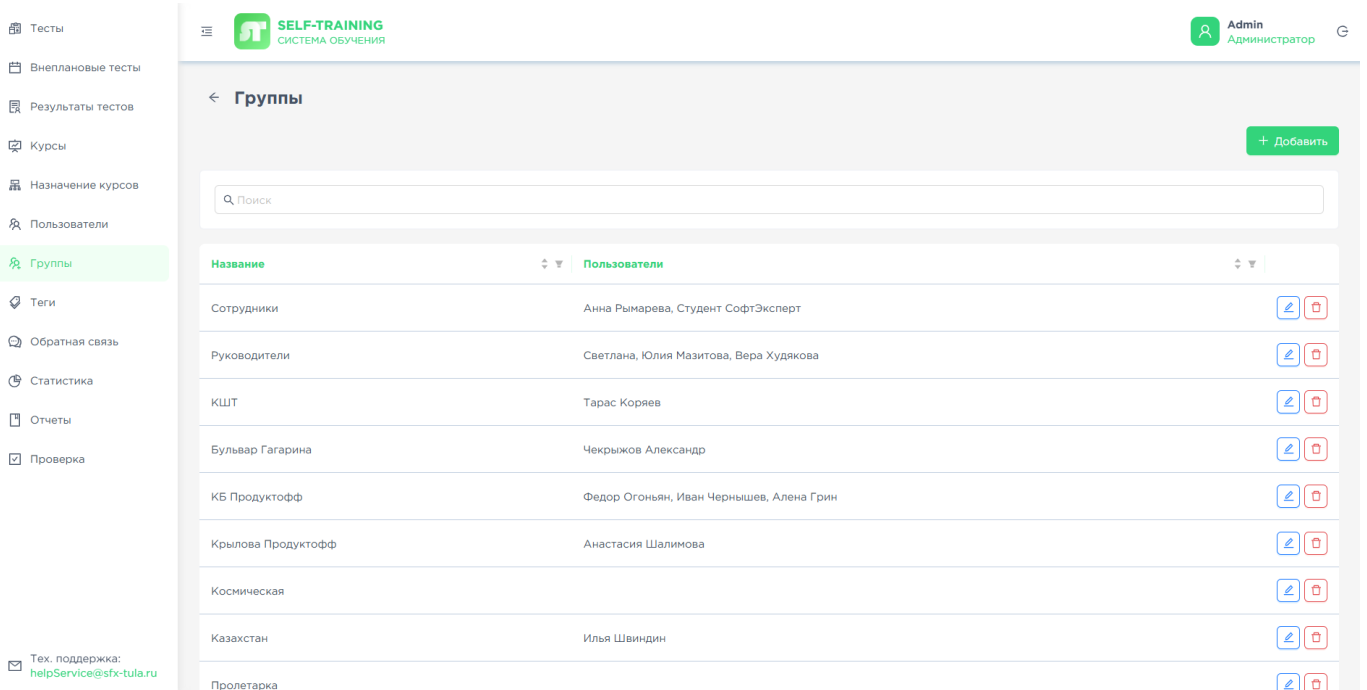 Тесты
Внеплановые тесты
Результаты тестов
Курсы
Назначение курсов
Пользователи
Группы
Теги
Обратная связь
Статистика
Отчеты
Проверка
Тех. поддержка:
helpService@sfx-tula.ru
ST
SELF-TRAINING
СИСТЕМА ОБУЧЕНИЯ
Admin
Администратор
Группы
Добавить
Поиск
Название Пользователи
Сотрудники Анна Рымарева, Студент СофтЭксперт
Руководители Светлана, Юлия Мазитова, Вера Худякова
КШТ Тарас Коряев
Бульвар Гагарина Чекрыжов Александр
КБ Продуктофф Федор Огоньян, Иван Чернышев, Алена Грин
Крылова Продуктофф Анастасия Шалимова
Космическая
Казахстан Илья Швиндин
Пролетарка